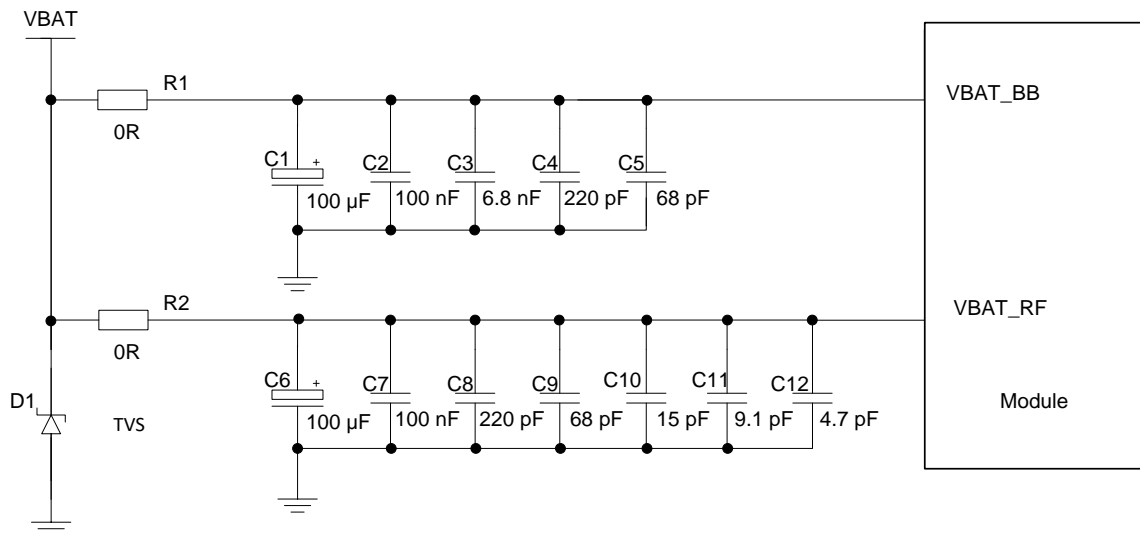 VBAT
R1
0R
VBAT_BB
C1
+
100 µF
C2
100 nF
C3
6.8 nF
C4
220 pF
C5
68 pF
R2
0R
VBAT_RF
D1
TVS
C6
+
100 µF
C7
100 nF
C8
220 pF
C9
68 pF
C10
15 pF
C11
9.1 pF
C12
4.7 pF
Module